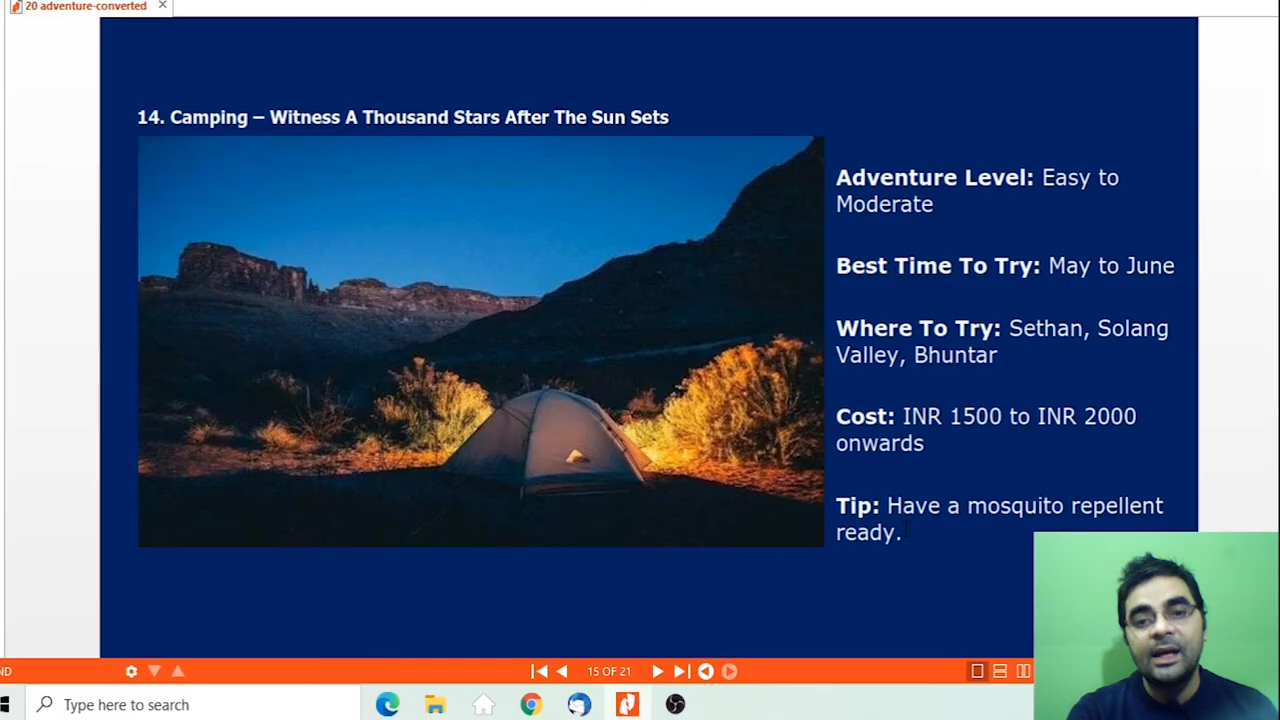 20 adventure-converted
14. Camping – Witness A Thousand Stars After The Sun Sets
Adventure Level: Easy to
Moderate
Best Time To Try: May to June
Where To Try: Sethan, Solang
Valley, Bhuntar
Cost: INR 1500 to INR 2000
onwards
Tip: Have a mosquito repellent
ready.
ND
15 OF 21
Type here to search